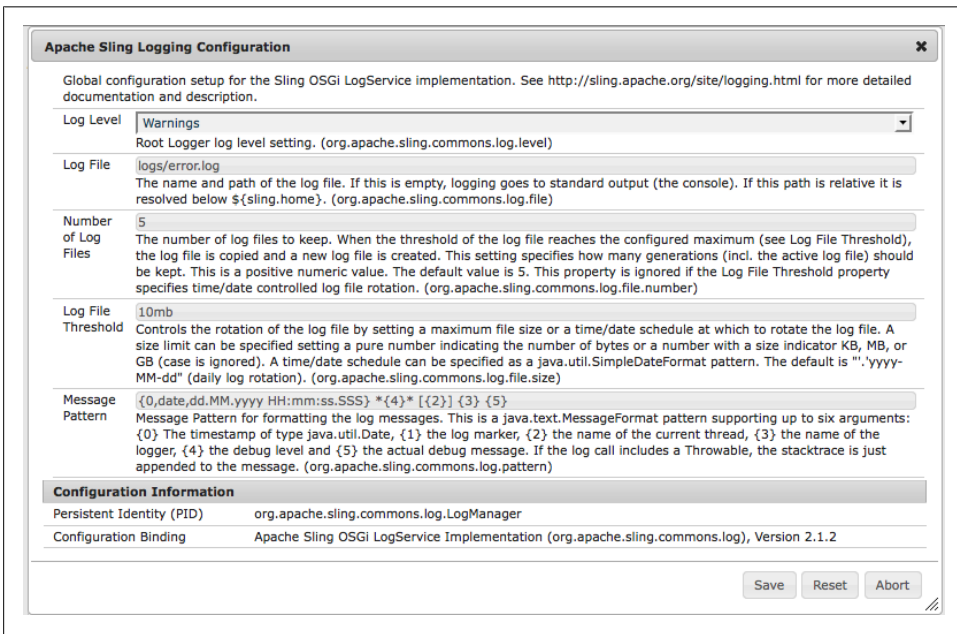 Apache Sling Logging Configuration
Global configuration setup for the Sling OSGi LogService implementation. See http://sling.apache.org/site/logging.html for more detailed
documentation and description.
Log Level
Warnings
Root Logger log level setting. (org.apache.sling.commons.log.level)
Log File
logs/error.log
The name and path of the log file. If this is empty, logging goes to standard output (the console). If this path is relative it is
resolved below ${sling.home}. (org.apache.sling.commons.log.file)
Number
of Log
Files
5
The number of log files to keep. When the threshold of the log file reaches the configured maximum (see Log File Threshold),
the log file is copied and a new log file is created. This setting specifies how many generations (incl. the active log file) should
be kept. This is a positive numeric value. The default value is 5. This property is ignored if the Log File Threshold property
specifies time/date controlled log file rotation. (org.apache.sling.commons.log.file.number)
Log File
Threshold
10mb
Controls the rotation of the log file by setting a maximum file size or a time/date schedule at which to rotate the log file. A
size limit can be specified setting a pure number indicating the number of bytes or a number with a size indicator KB, MB, or
GB (case is ignored). A time/date schedule can be specified as a java.util.SimpleDateFormat pattern. The default is "'.'yyyy-
MM-dd" (daily log rotation). (org.apache.sling.commons.log.file.size)
Message
Pattern
{0,date,dd.MM.yyyy HH:mm:ss.SSS} *{4}* [{2}] {3} {5}
Message Pattern for formatting the log messages. This is a java.text.MessageFormat pattern supporting up to six arguments:
{0} The timestamp of type java.util.Date, {1} the log marker, {2} the name of the current thread, {3} the name of the
logger, {4} the debug level and {5} the actual debug message. If the log call includes a Throwable, the stacktrace is just
appended to the message. (org.apache.sling.commons.log.pattern)
Configuration Information
Persistent Identity (PID) org.apache.sling.commons.log.LogManager
Configuration Binding Apache Sling OSGi LogService Implementation (org.apache.sling.commons.log), Version 2.1.2
Save Reset Abort